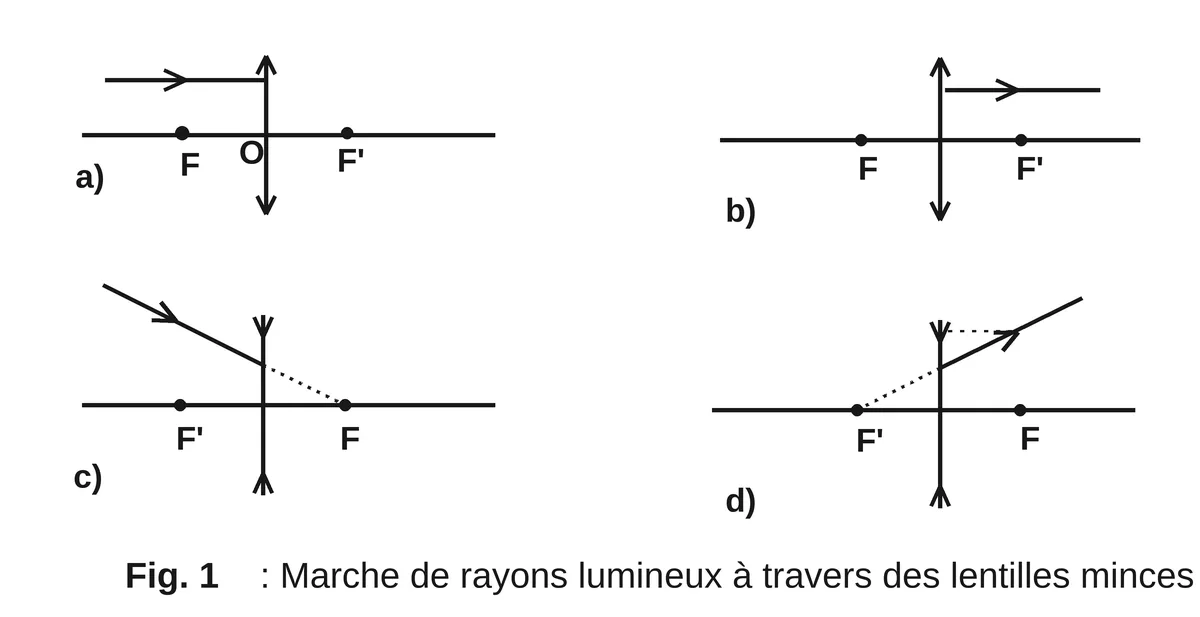 F O F'
a)
F F'
b)
F' F
c)
F' F
d)
Fig. 1 : Marche de rayons lumineux à travers des lentilles minces